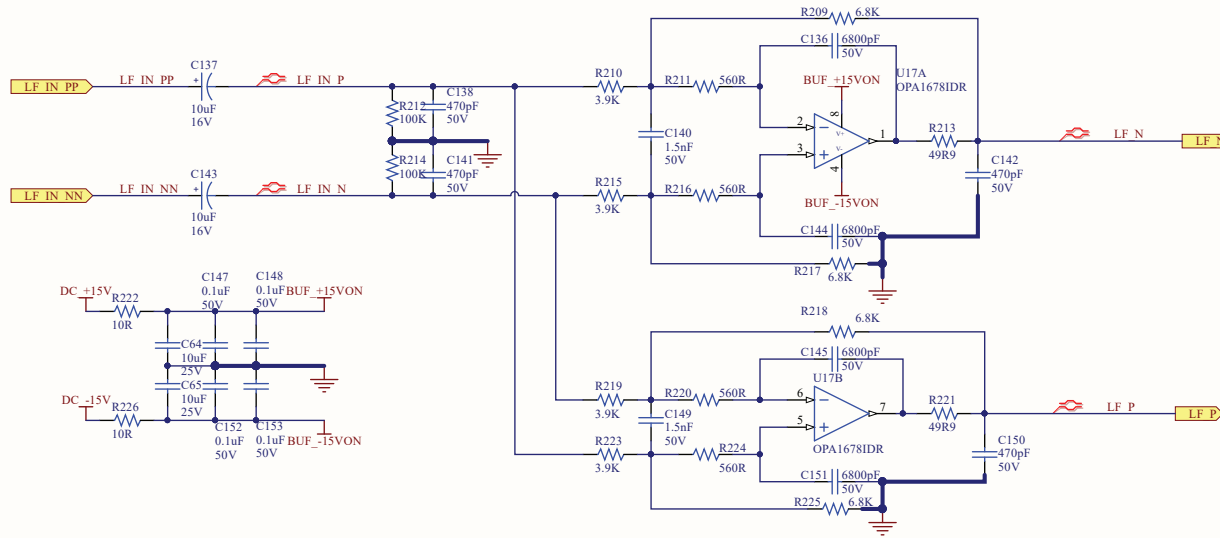 R209
6.8K
C136
6800pF
50V
U17A
OPA1678IDR
C137
LF_IN_PP
LF_IN_PP
LF_IN_P
10uF
16V
R210
3.9K
R211
560R
BUF_+15VON
R212
100K
C138
470pF
50V
8
2
V+
1
R213
49R9
LF_N
LF_N
C140
1.5nF
50V
3
V-
4
R214
100K
C141
470pF
50V
C142
470pF
50V
C143
LF_IN_NN
LF_IN_NN
LF_IN_N
10uF
16V
R215
3.9K
R216
560R
BUF_-15VON
C144
6800pF
50V
R217
6.8K
DC_+15V
R222
10R
C147
0.1uF
50V
C148
0.1uF
50V
BUF_+15VON
C64
10uF
25V
C65
10uF
25V
DC_-15V
R226
10R
C152
0.1uF
50V
C153
0.1uF
50V
BUF_-15VON
R218
6.8K
C145
6800pF
50V
U17B
R219
3.9K
R220
560R
6
5
7
R221
49R9
LF_P
LF_P
C149
1.5nF
50V
OPA1678IDR
R223
3.9K
R224
560R
C150
470pF
50V
C151
6800pF
50V
R225
6.8K